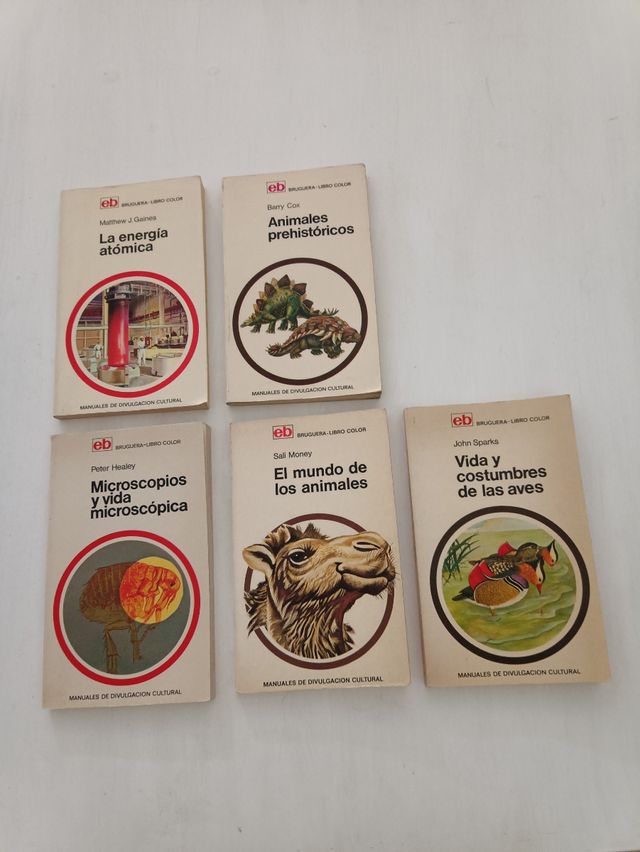 eb BRUGUERA-LIBRO COLOR
Matthew J. Gaines
La energía
atómica
MANUALES DE DIVULGACION CULTURAL
eb BRUGUERA-LIBRO COLOR
Barry Cox
Animales
prehistóricos
MANUALES DE DIVULGACION CULTURAL
eb BRUGUERA-LIBRO COLOR
Peter Healey
Microscopios
y vida
microscópica
MANUALES DE DIVULGACION CULTURAL
eb BRUGUERA-LIBRO COLOR
Sali Money
El mundo de
los animales
MANUALES DE DIVULGACION CULTURAL
eb BRUGUERA-LIBRO COLOR
John Sparks
Vida y
costumbres
de las aves
MANUALES DE DIVULGACION CULTURAL